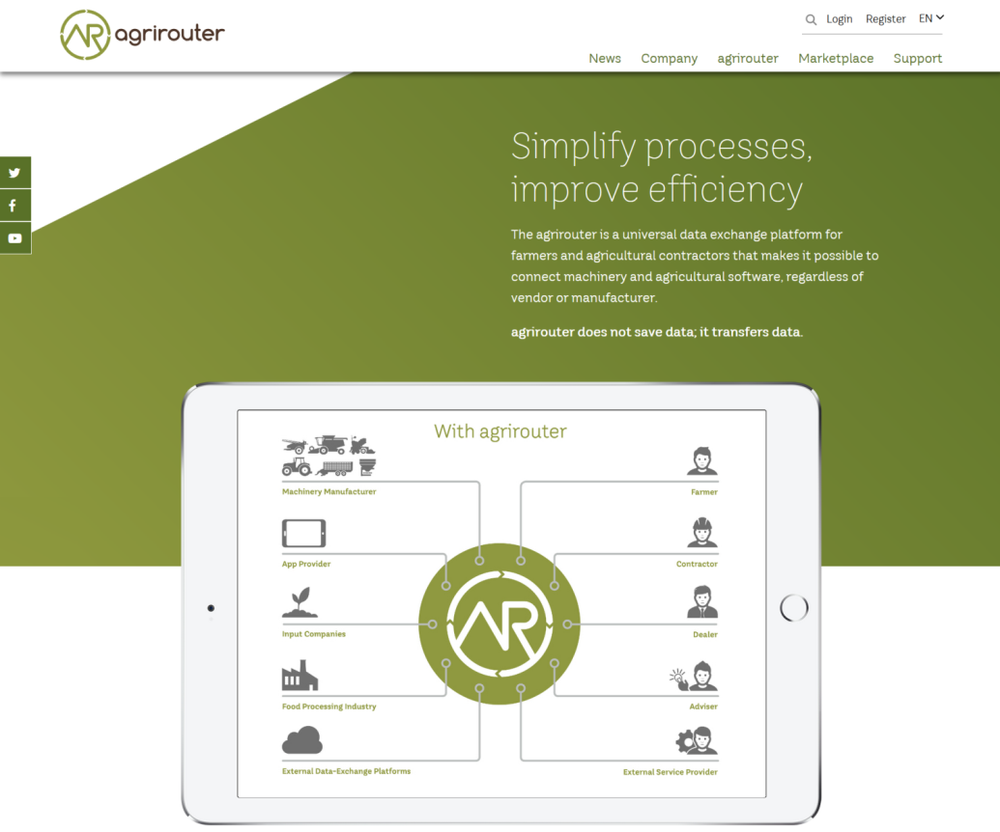 AR agrirouter
Login Register EN
News Company agrirouter Marketplace Support
Simplify processes,
improve efficiency
The agrirouter is a universal data exchange platform for
farmers and agricultural contractors that makes it possible to
connect machinery and agricultural software, regardless of
vendor or manufacturer.
agrirouter does not save data; it transfers data.
With agrirouter
Machinery Manufacturer
Farmer
App Provider
Contractor
AR
Input Companies
Dealer
Food Processing Industry
Adviser
External Data-Exchange Platforms
External Service Provider